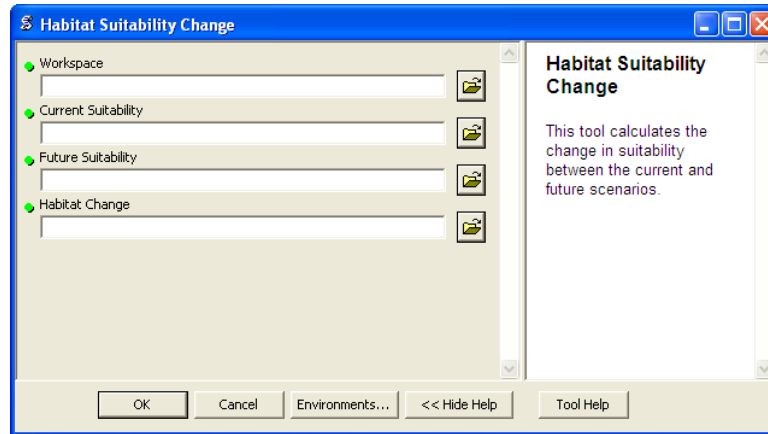 Habitat Suitability Change
Workspace
Current Suitability
Future Suitability
Habitat Change
Habitat Suitability
Change
This tool calculates the
change in suitability
between the current and
future scenarios.
OK
Cancel
Environments...
<< Hide Help
Tool Help